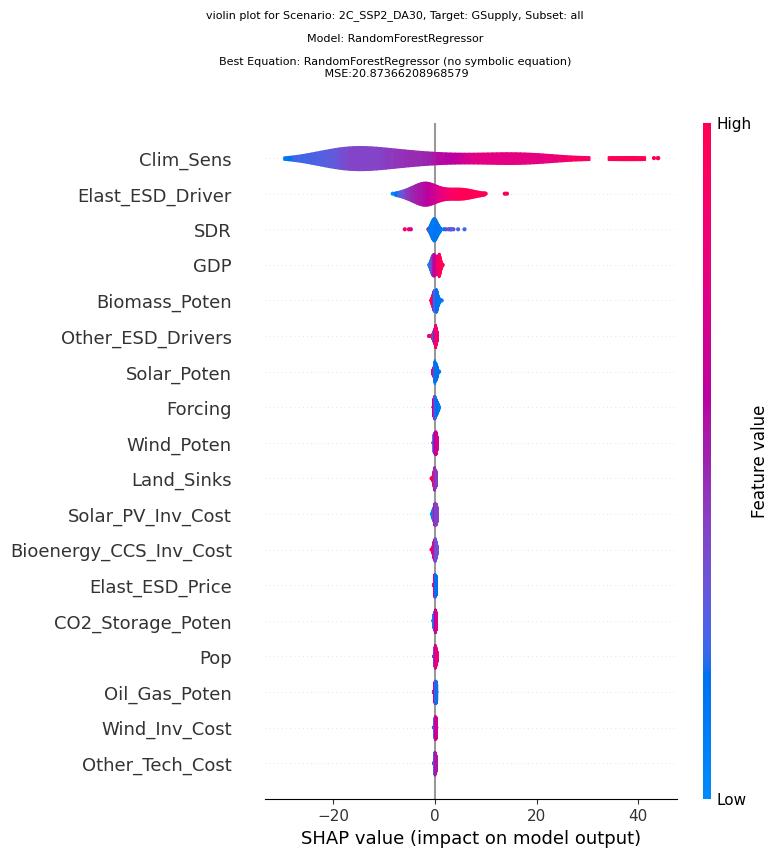 violin plot for Scenario: 2C_SSP2_DA30, Target: GSupply, Subset: all
Model: RandomForestRegressor
Best Equation: RandomForestRegressor (no symbolic equation)
MSE:20.87366208968579
High
Clim_Sens
Elast_ESD_Driver
SDR
GDP
Biomass_Poten
Other_ESD_Drivers
Solar_Poten
Forcing
Wind_Poten
Land_Sinks
Solar_PV_Inv_Cost
Bioenergy_CCS_Inv_Cost
Elast_ESD_Price
CO2_Storage_Poten
Pop
Oil_Gas_Poten
Wind_Inv_Cost
Other_Tech_Cost
Feature value
Low
−20 0 20 40
SHAP value (impact on model output)